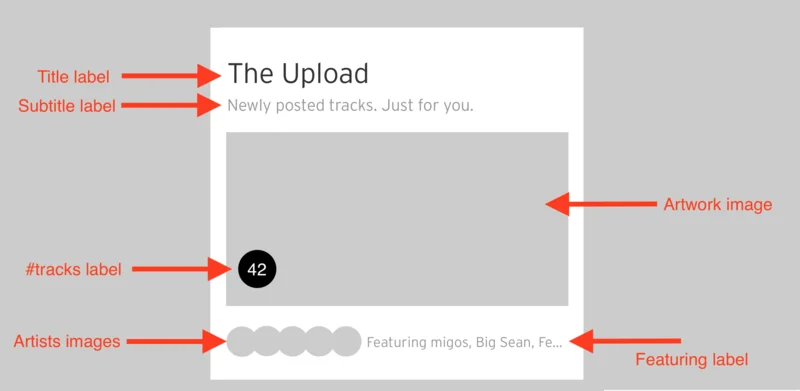 Title label
The Upload
Subtitle label
Newly posted tracks. Just for you.
Artwork image
#tracks label
42
Artists images
Featuring migos, Big Sean, Fe...
Featuring label